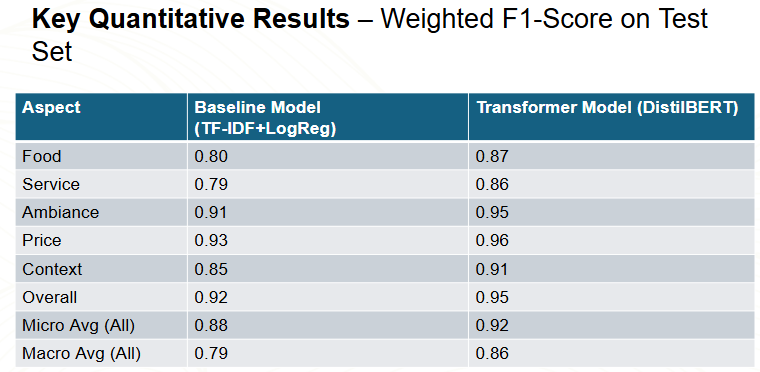 Key Quantitative Results – Weighted F1-Score on Test
Set
Aspect Baseline Model Transformer Model (DistilBERT)
(TF-IDF+LogReg)
Food 0.80 0.87
Service 0.79 0.86
Ambiance 0.91 0.95
Price 0.93 0.96
Context 0.85 0.91
Overall 0.92 0.95
Micro Avg (All) 0.88 0.92
Macro Avg (All) 0.79 0.86